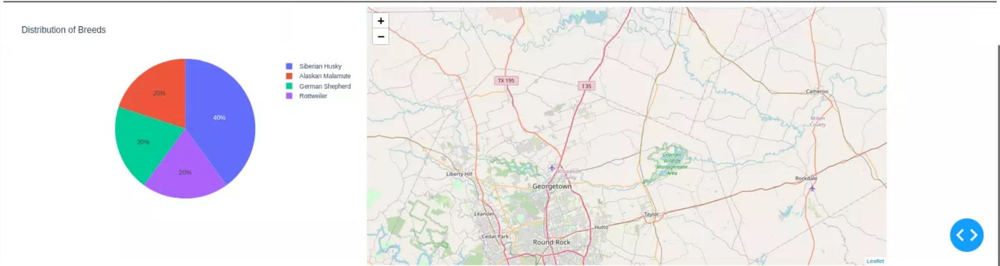 Distribution of Breeds
Siberian Husky
Alaskan Malamute
German Shepherd
Rottweiler
20%
40%
20%
20%
+
−
TX 195
I 35
Cameron
Milam
County
Granger
Wildlife
Management
Area
Liberty Hill
Williamson
County
Georgetown
Rockdale
Leander
Taylor
Hutto
Cedar Park
Round Rock
Leaflet